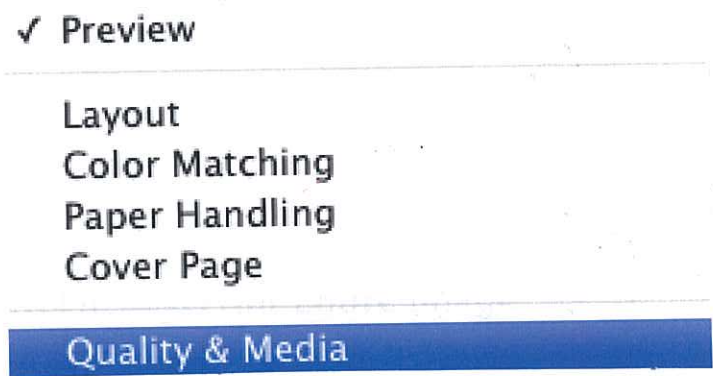 ✓ Preview
Layout
Color Matching
Paper Handling
Cover Page
Quality & Media